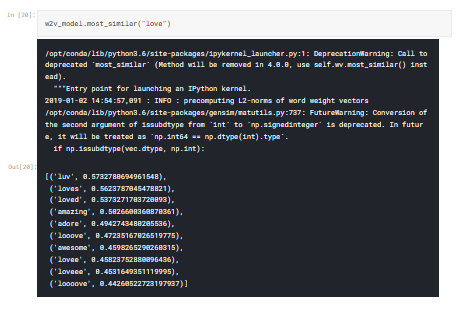 In [20]:
w2v_model.most_similar("love")
/opt/conda/lib/python3.6/site-packages/ipykernel_launcher.py:1: DeprecationWarning: Call to
deprecated `most_similar` (Method will be removed in 4.0.0, use self.wv.most_similar() inst
ead).
"""Entry point for launching an IPython kernel.
2019-01-02 14:54:57,091 : INFO : precomputing L2-norms of word weight vectors
/opt/conda/lib/python3.6/site-packages/gensim/matutils.py:737: FutureWarning: Conversion of
the second argument of issubdtype from `int` to `np.signedinteger` is deprecated. In futur
e, it will be treated as `np.int64 == np.dtype(int).type`.
if np.issubdtype(vec.dtype, np.int):
Out[20]:
[('luv', 0.5732780694961548),
('loves', 0.5623787045478821),
('loved', 0.5373271703720093),
('amazing', 0.5026600360870361),
('adore', 0.4942743480205536),
('looove', 0.47235167026519775),
('awesome', 0.4598265290260315),
('lovee', 0.45823752880096436),
('loveee', 0.4531649351119995),
('loooove', 0.44260522723197937)]